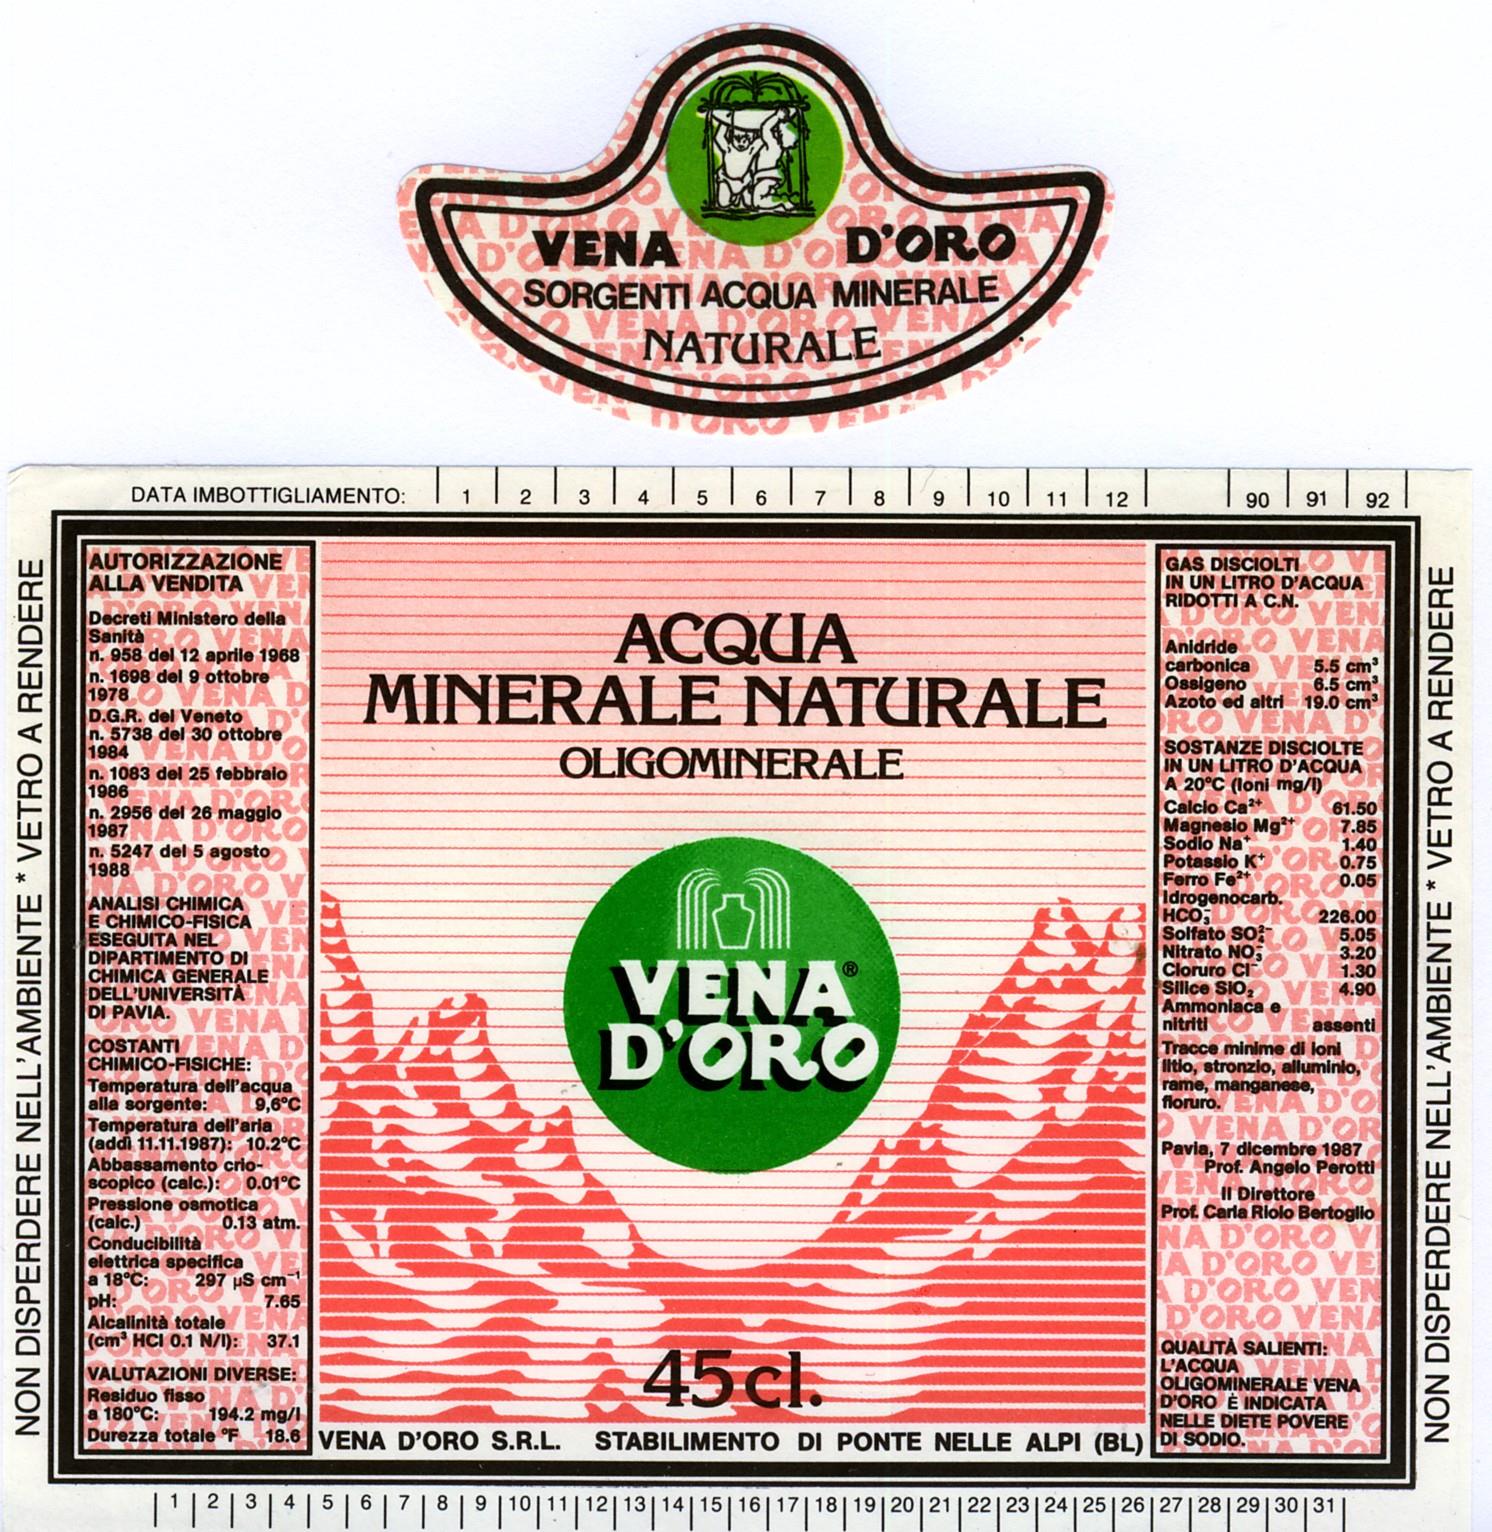 VENA D'ORO
SORGENTI ACQUA MINERALE
NATURALE
DATA IMBOTTIGLIAMENTO: 1 2 3 4 5 6 7 8 9 10 11 12 90 91 92
NON DISPERDERE NELL'AMBIENTE * VETRO A RENDERE
AUTORIZZAZIONE
ALLA VENDITA
Decreti Ministero della
Sanità
n. 958 del 12 aprile 1968
n. 1698 del 9 ottobre
1978
D.G.R. del Veneto
n. 5738 del 30 ottobre
1984
n. 1083 del 25 febbraio
1986
n. 2956 del 26 maggio
1987
n. 5247 del 5 agosto
1988
ANALISI CHIMICA
E CHIMICO-FISICA
ESEGUITA NEL
DIPARTIMENTO DI
CHIMICA GENERALE
DELL'UNIVERSITÀ
DI PAVIA.
COSTANTI
CHIMICO-FISICHE:
Temperatura dell'acqua
alla sorgente: 9,6°C
Temperatura dell'aria
(addì 11.11.1987): 10.2°C
Abbassamento crio-
scopico (calc.): 0.01°C
Pressione osmotica
(calc.) 0.13 atm.
Conducibilità
elettrica specifica
a 18°C: 297 µS cm⁻¹
pH: 7.65
Alcalinità totale
(cm³ HCl 0.1 N/l): 37.1
VALUTAZIONI DIVERSE:
Residuo fisso
a 180°C: 194.2 mg/l
Durezza totale °F 18.6
ACQUA
MINERALE NATURALE
OLIGOMINERALE
VENA®
D'ORO
45 cl.
VENA D'ORO S.R.L. STABILIMENTO DI PONTE NELLE ALPI (BL)
GAS DISCIOLTI
IN UN LITRO D'ACQUA
RIDOTTI A C.N.
Anidride
carbonica 5.5 cm³
Ossigeno 6.5 cm³
Azoto ed altri 19.0 cm³
SOSTANZE DISCIOLTE
IN UN LITRO D'ACQUA
A 20°C (Ioni mg/l)
Calcio Ca²⁺ 61.50
Magnesio Mg²⁺ 7.85
Sodio Na⁺ 1.40
Potassio K⁺ 0.75
Ferro Fe²⁺ 0.05
Idrogenocarb.
HCO₃⁻ 226.00
Solfato SO₄²⁻ 5.05
Nitrato NO₃⁻ 3.20
Cloruro Cl⁻ 1.30
Silice SiO₂ 4.90
Ammoniaca e
nitriti assenti
Tracce minime di ioni
litio, stronzio, alluminio,
rame, manganese,
floruro.
Pavia, 7 dicembre 1987
Prof. Angelo Perotti
Il Direttore
Prof. Carla Riolo Bertoglio
QUALITÀ SALIENTI:
L'ACQUA
OLIGOMINERALE VENA
D'ORO È INDICATA
NELLE DIETE POVERE
DI SODIO.
NON DISPERDERE NELL'AMBIENTE * VETRO A RENDERE
1 2 3 4 5 6 7 8 9 10 11 12 13 14 15 16 17 18 19 20 21 22 23 24 25 26 27 28 29 30 31